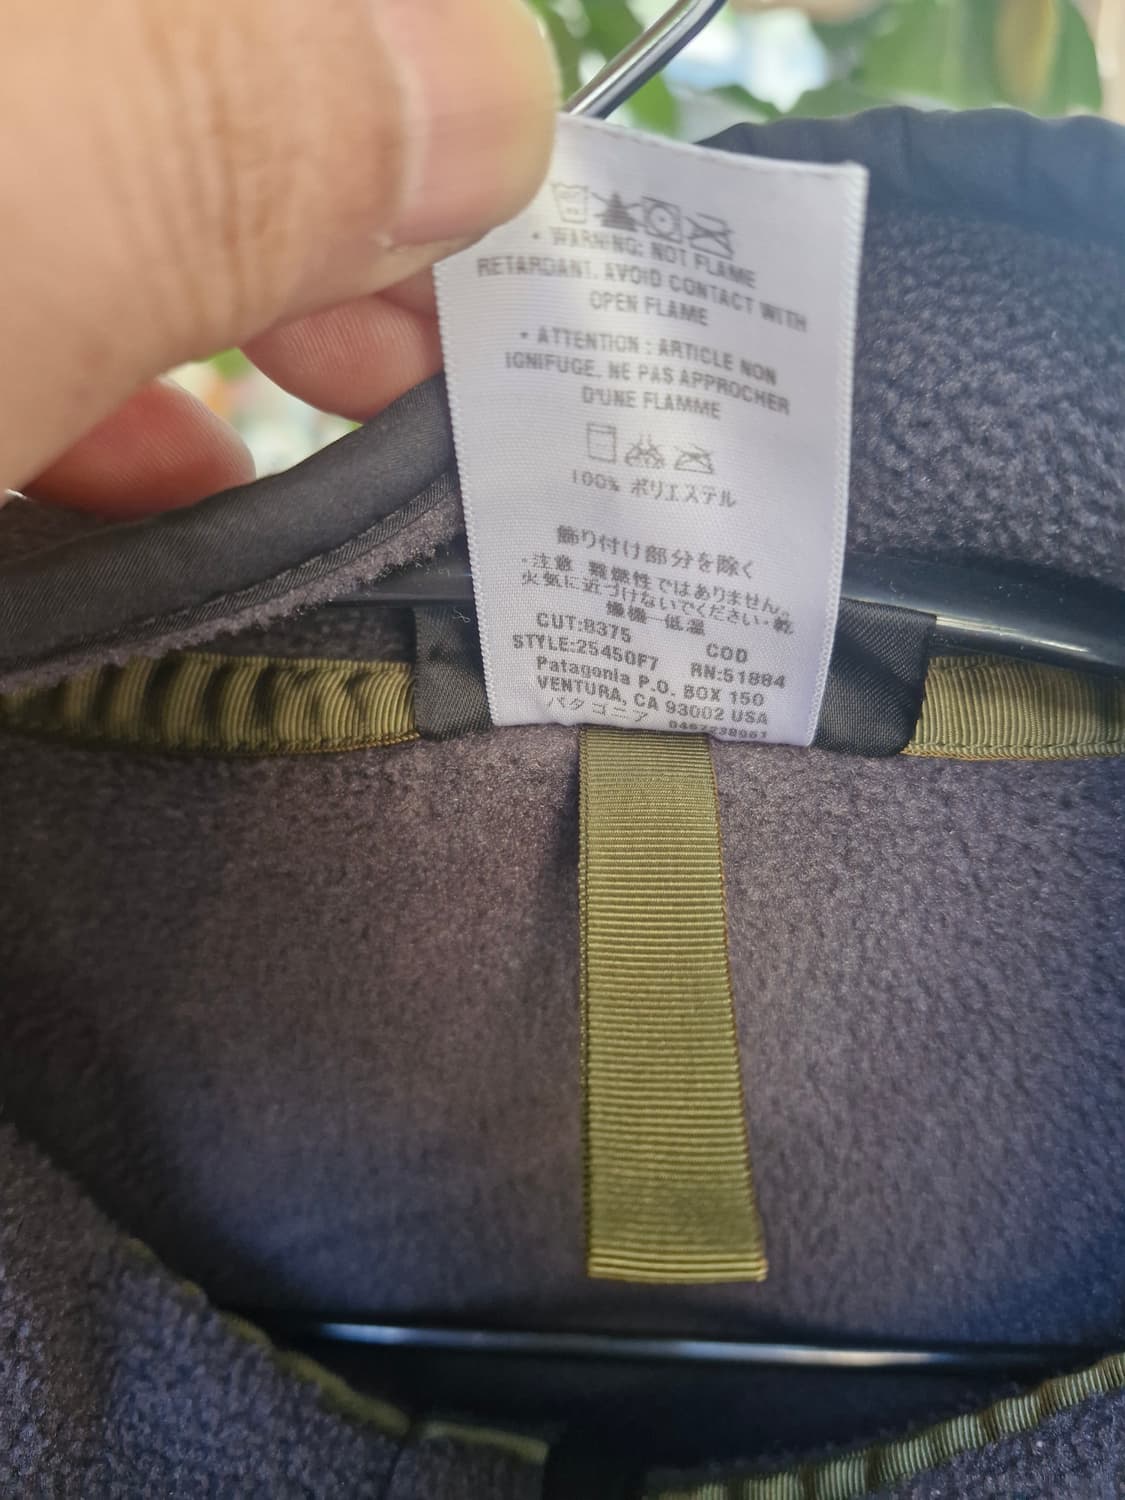 • WARNING: NOT FLAME
RETARDANT. AVOID CONTACT WITH
OPEN FLAME
• ATTENTION : ARTICLE NON
IGNIFUGE. NE PAS APPROCHER
D'UNE FLAMME
100% ポリエステル
飾り付け部分を除く
・注意 難燃性ではありません。
火気に近づけないでください・乾
燥機—低温
CUT:8375 COD
STYLE:25450F7 RN:51884
Patagonia P.O. BOX 150
VENTURA, CA 93002 USA
パタゴニア